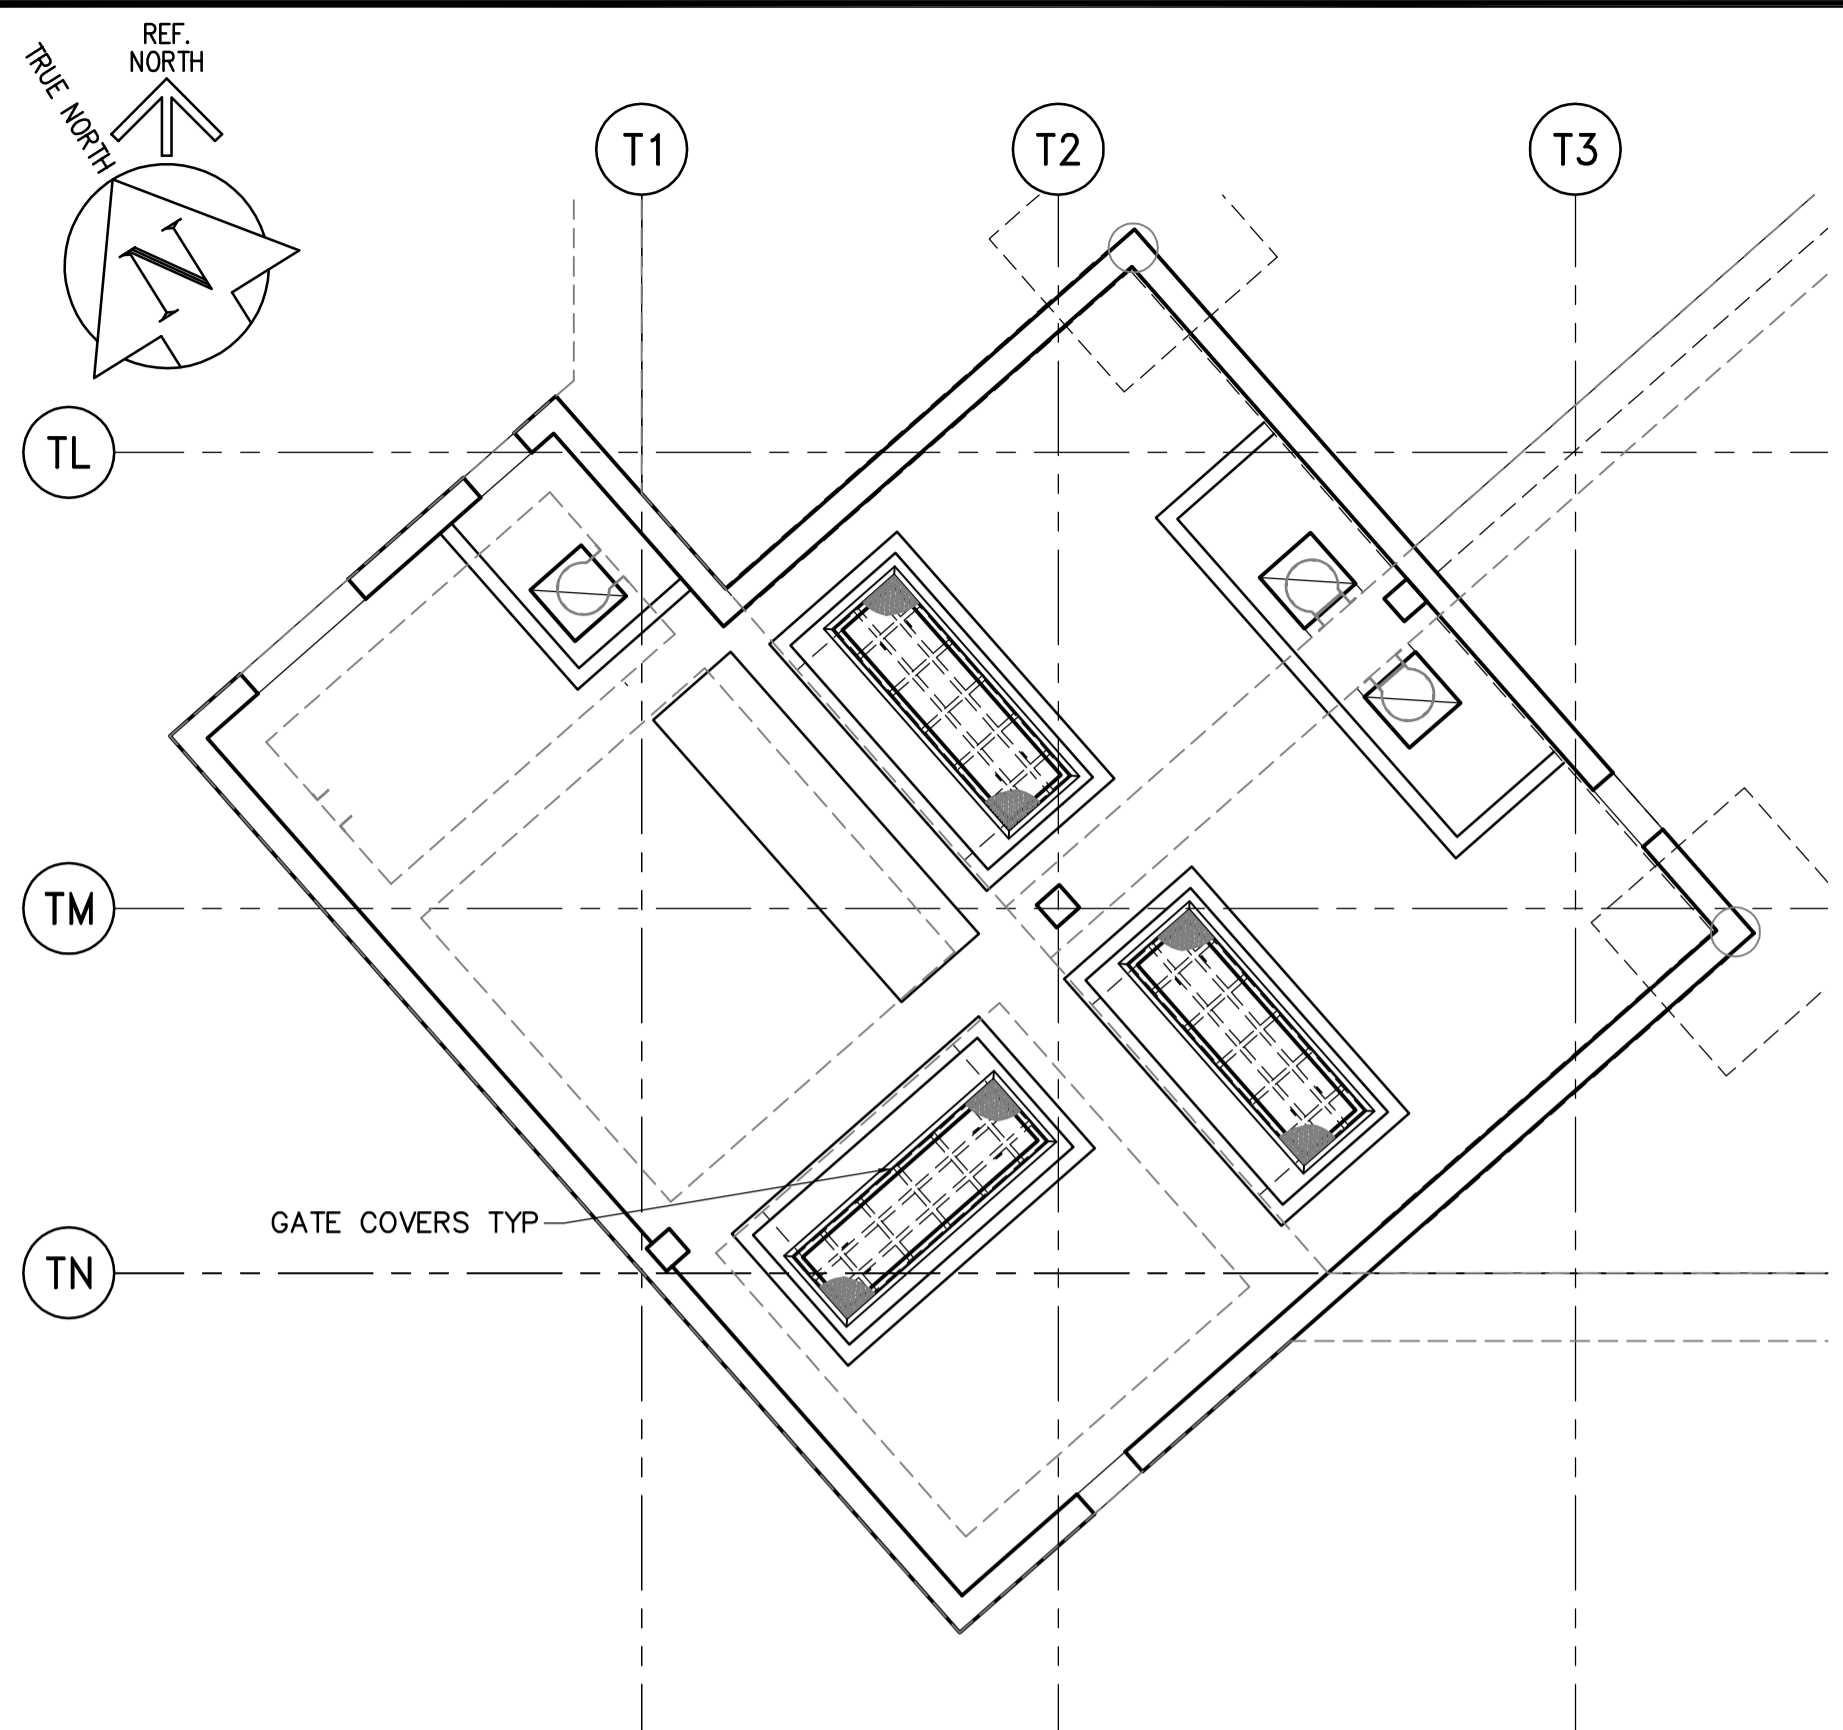 REF.
NORTH
TRUE NORTH
N
T1
T2
T3
TL
TM
GATE COVERS TYP
TN